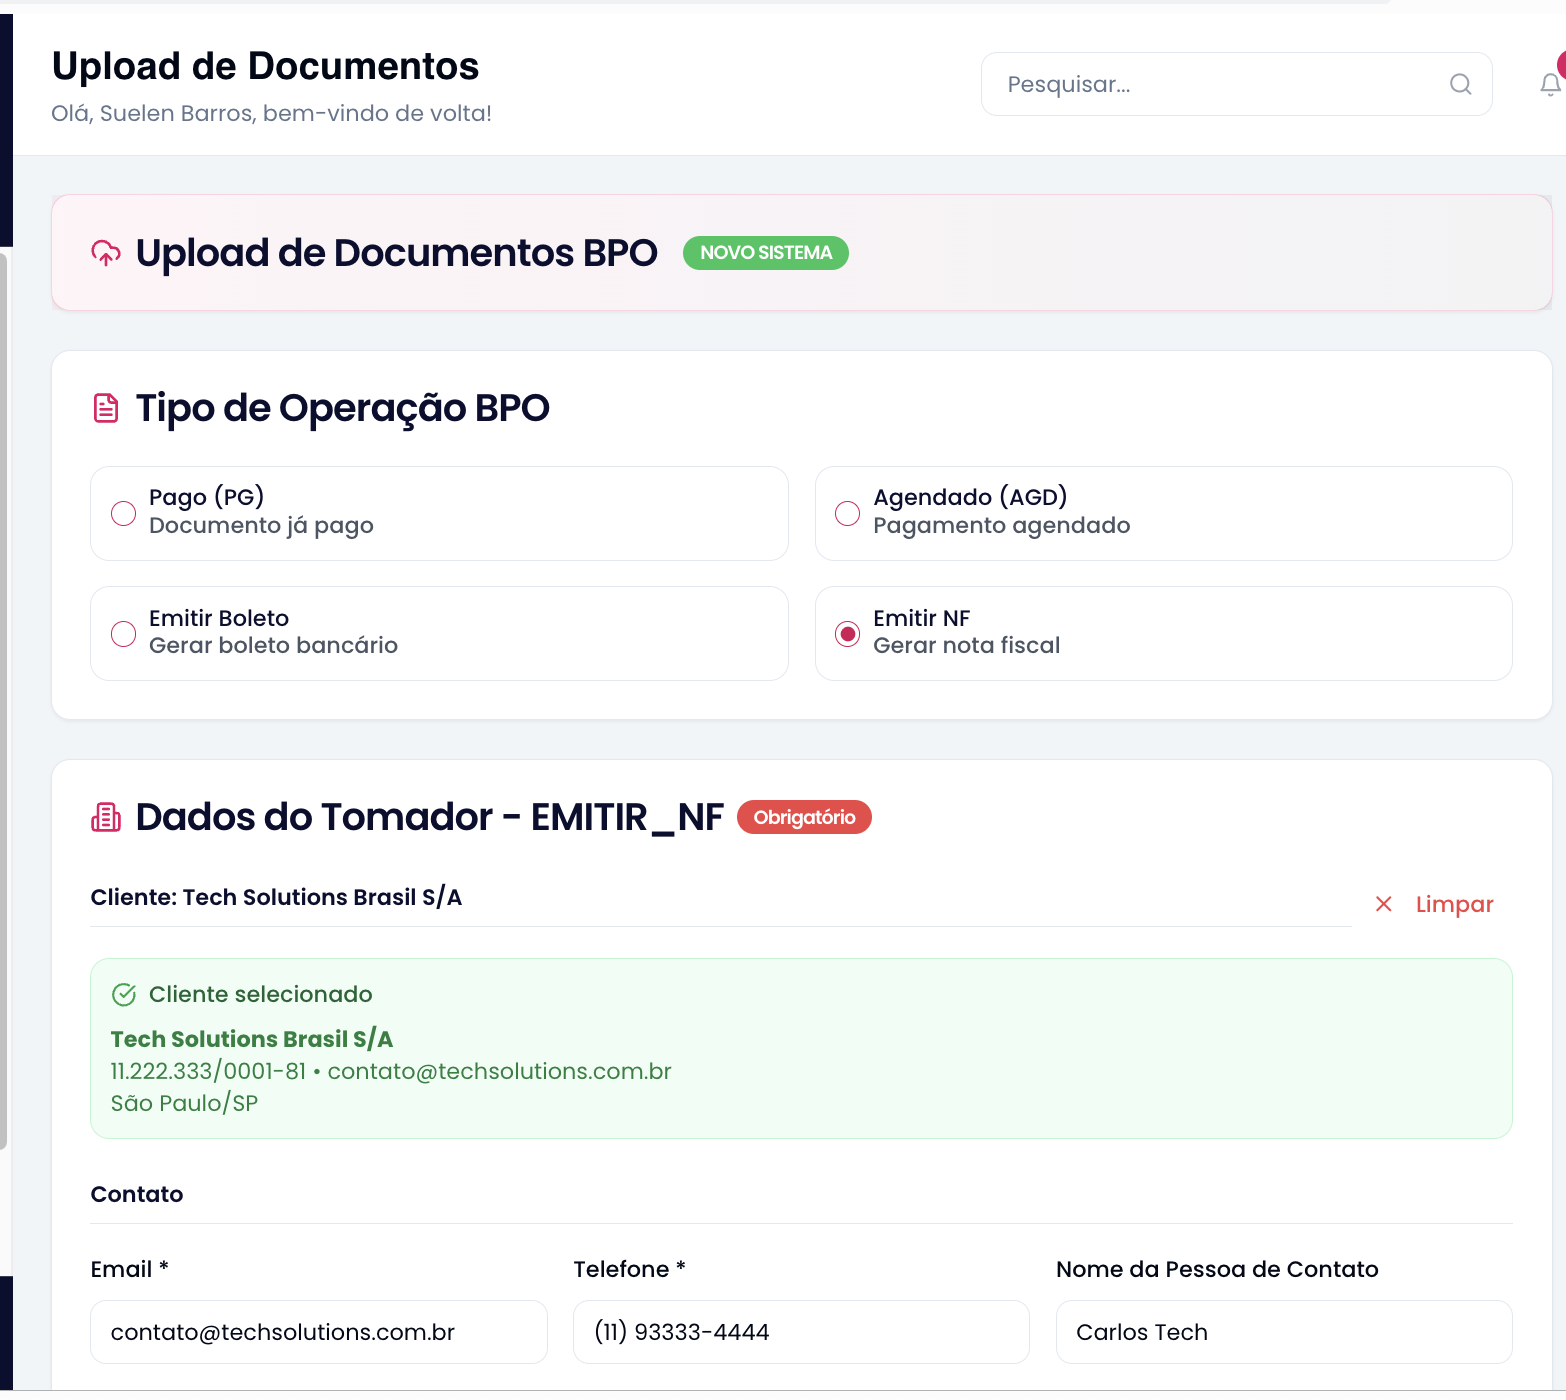 Upload de Documentos
Olá, Suelen Barros, bem-vindo de volta!
Pesquisar...
Upload de Documentos BPO
NOVO SISTEMA
Tipo de Operação BPO
Pago (PG)
Documento já pago
Agendado (AGD)
Pagamento agendado
Emitir Boleto
Gerar boleto bancário
Emitir NF
Gerar nota fiscal
Dados do Tomador - EMITIR_NF
Obrigatório
Cliente: Tech Solutions Brasil S/A
Limpar
Cliente selecionado
Tech Solutions Brasil S/A
11.222.333/0001-81 • contato@techsolutions.com.br
São Paulo/SP
Contato
Email *
Telefone *
Nome da Pessoa de Contato
contato@techsolutions.com.br
(11) 93333-4444
Carlos Tech